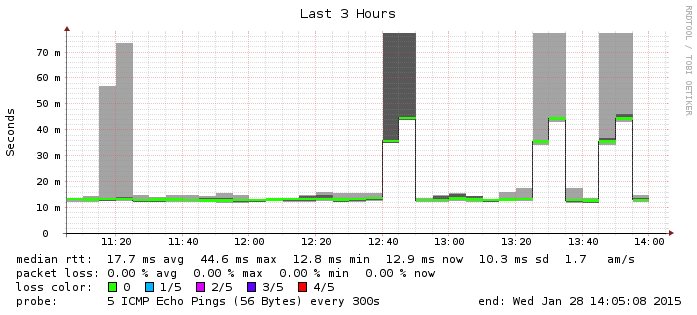 Last 3 Hours
RRDTOOL / TOBI OETIKER
Seconds
70 m
60 m
50 m
40 m
30 m
20 m
10 m
0
11:20 11:40 12:00 12:20 12:40 13:00 13:20 13:40 14:00
median rtt: 17.7 ms avg 44.6 ms max 12.8 ms min 12.9 ms now 10.3 ms sd 1.7 am/s
packet loss: 0.00 % avg 0.00 % max 0.00 % min 0.00 % now
loss color: 0 1/5 2/5 3/5 4/5
probe: 5 ICMP Echo Pings (56 Bytes) every 300s end: Wed Jan 28 14:05:08 2015